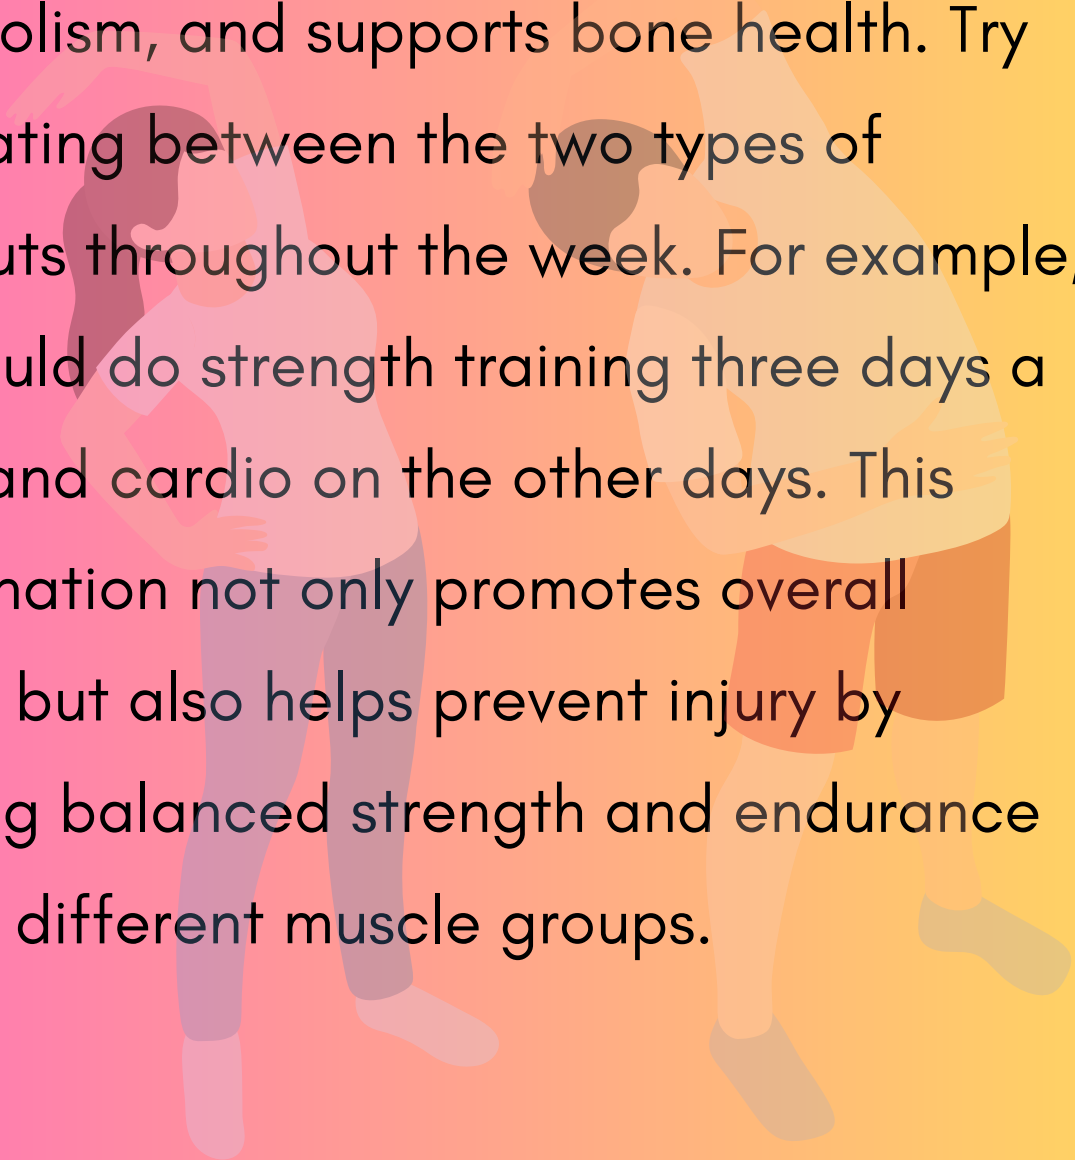 olism, and supports bone health. Try
ating between the two types of
uts throughout the week. For example,
uld do strength training three days a
and cardio on the other days. This
nation not only promotes overall
but also helps prevent injury by
g balanced strength and endurance
different muscle groups.